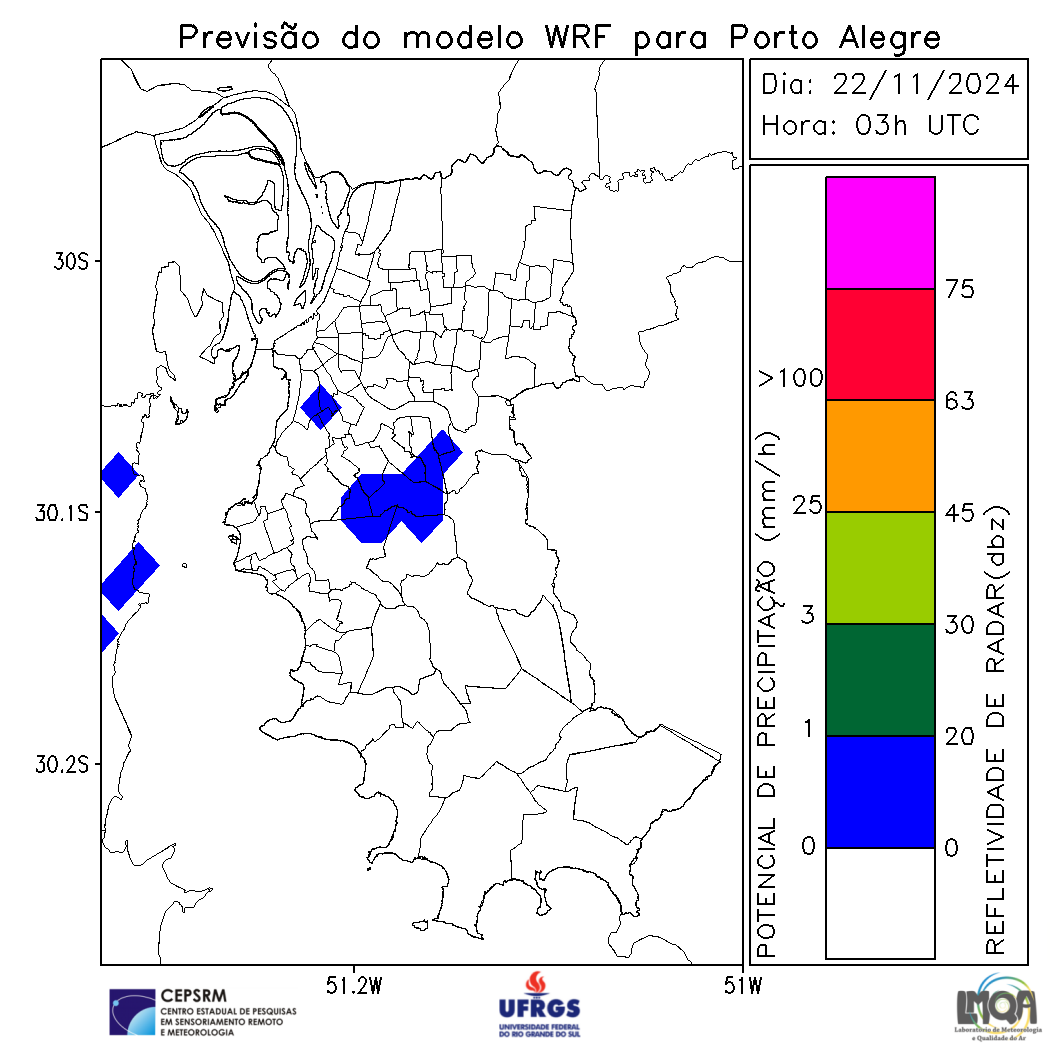 Previsão do modelo WRF para Porto Alegre
Dia: 22/11/2024
Hora: 03h UTC
30S
30.1S
30.2S
51.2W
51W
POTENCIAL DE PRECIPITAÇÃO (mm/h)
>100
25
3
1
0
75
63
45
30
20
0
REFLETIVIDADE DE RADAR(dbz)
CEPSRM
CENTRO ESTADUAL DE PESQUISAS
EM SENSORIAMENTO REMOTO
E METEOROLOGIA
UFRGS
UNIVERSIDADE FEDERAL
DO RIO GRANDE DO SUL
LMQA
Laboratório de Meteorologia
e Qualidade do Ar